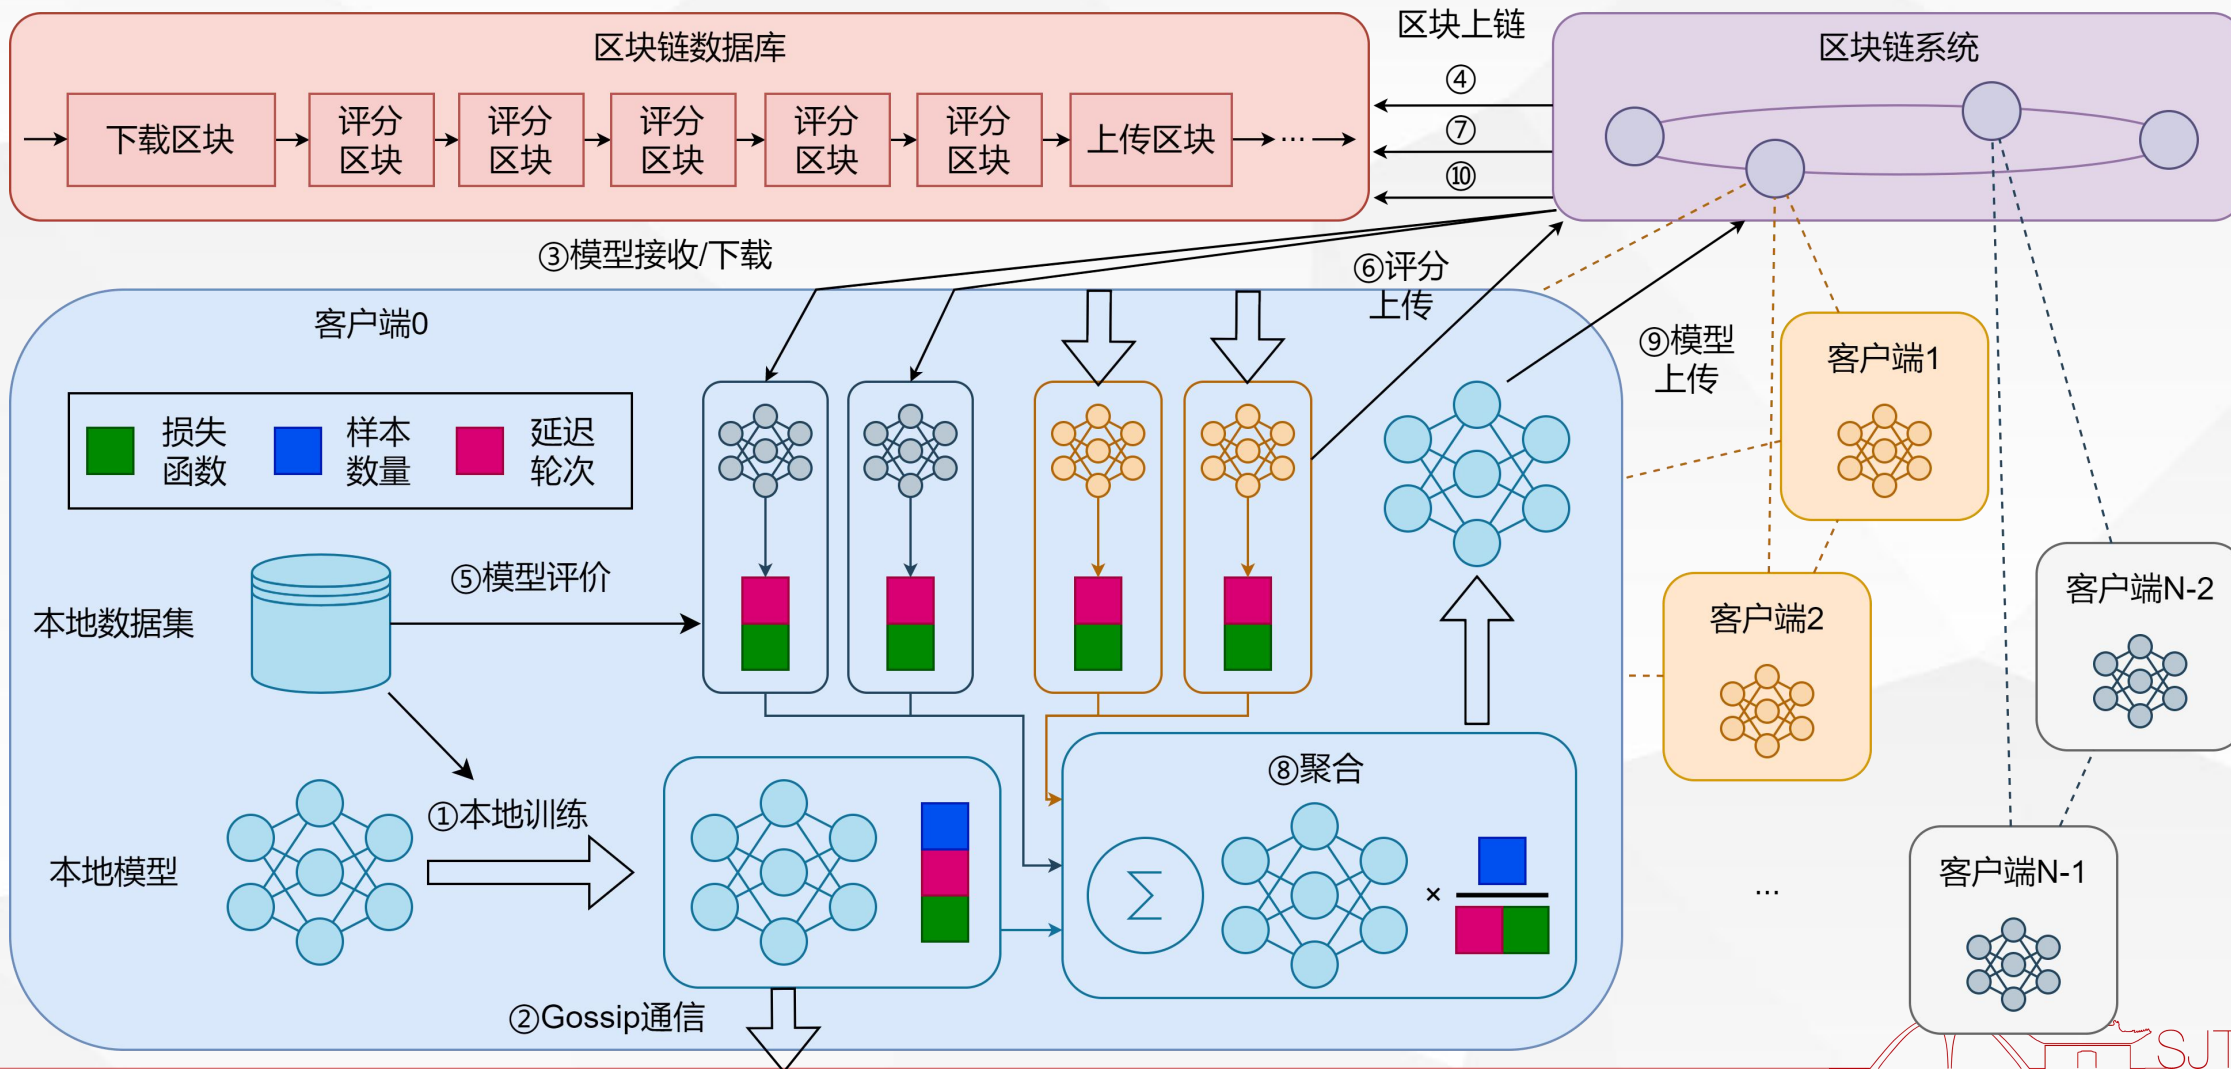 区块链数据库
下载区块
评分
区块
评分
区块
评分
区块
评分
区块
评分
区块
上传区块
...
区块上链
④
⑦
⑩
区块链系统
③模型接收/下载
⑥评分
上传
⑨模型
上传
客户端0
损失
函数
样本
数量
延迟
轮次
本地数据集
⑤模型评价
本地模型
①本地训练
②Gossip通信
⑧聚合
∑
×
客户端1
客户端2
客户端N-2
...
客户端N-1
SJT